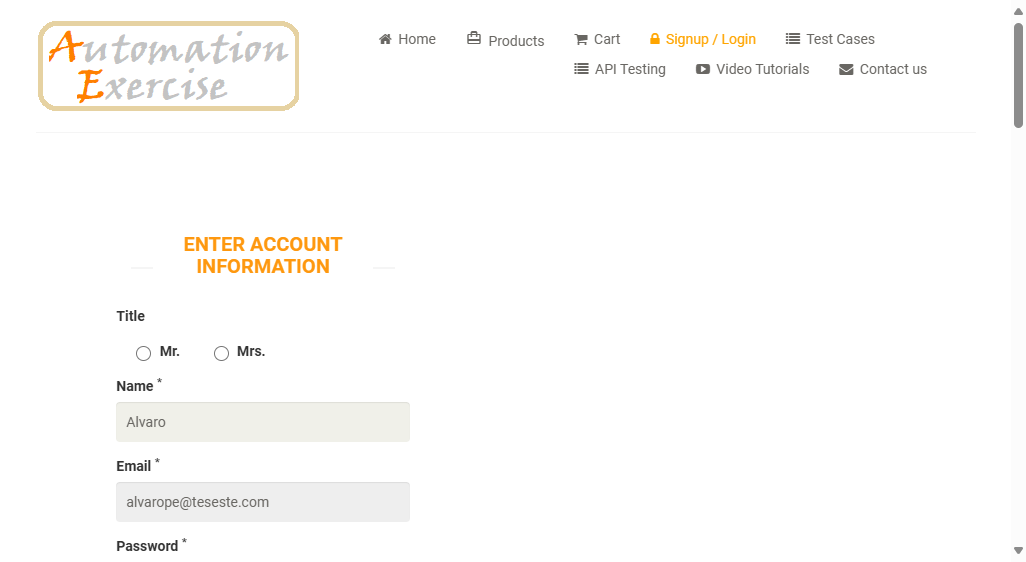 Automation
Exercise
Home Products Cart Signup / Login Test Cases
API Testing Video Tutorials Contact us
ENTER ACCOUNT
INFORMATION
Title
Mr. Mrs.
Name *
Alvaro
Email *
alvarope@teseste.com
Password *